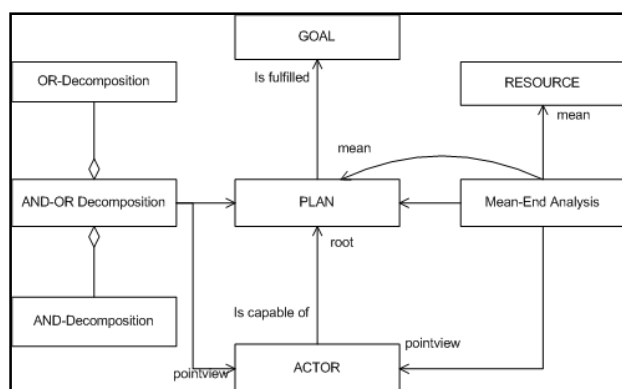 GOAL
OR-Decomposition
Is fulfilled
RESOURCE
mean
mean
AND-OR Decomposition
PLAN
Mean-End Analysis
root
Is capable of
AND-Decomposition
pointview
pointview
ACTOR